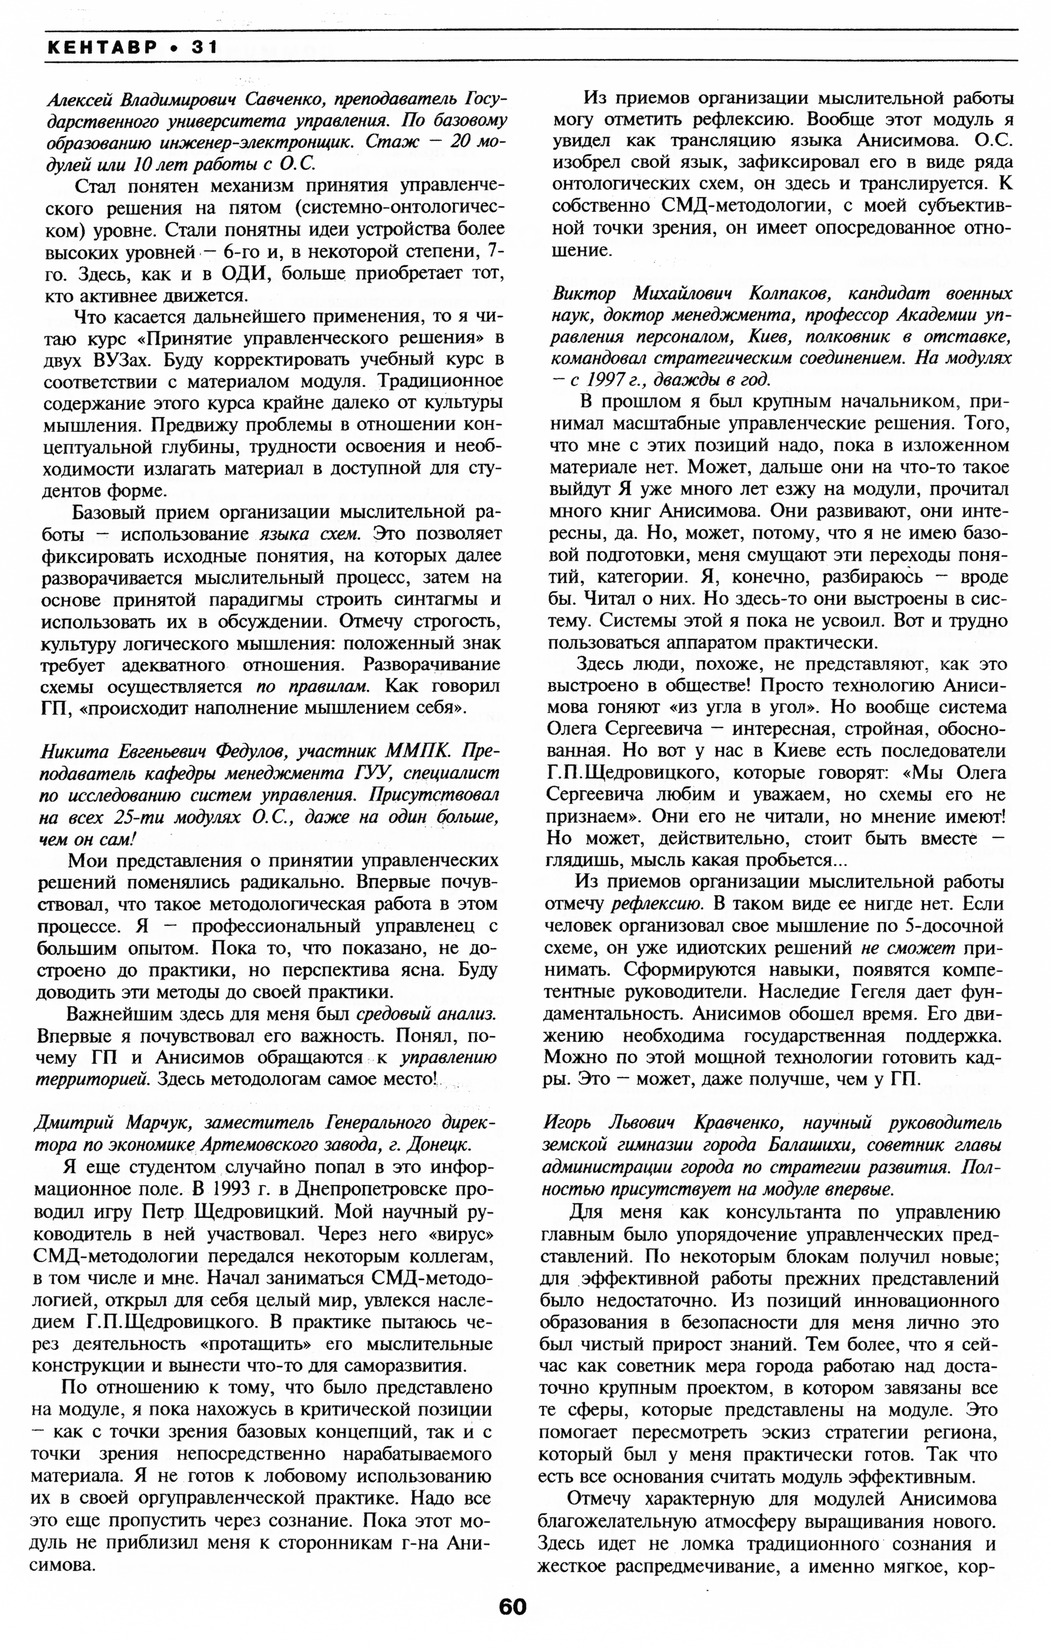 КЕНТАВР • 31
Алексей Владимирович Савченко, преподаватель Госу-
дарственного университета управления. По базовому
образованию инженер-электронщик. Стаж — 20 мо-
дулей или 10 лет работы с О.С.
Стал понятен механизм принятия управленче-
ского решения на пятом (системно-онтологичес-
ком) уровне. Стали понятны идеи устройства более
высоких уровней — 6-го и, в некоторой степени, 7-
го. Здесь, как и в ОДИ, больше приобретает тот,
кто активнее движется.
Что касается дальнейшего применения, то я чи-
таю курс «Принятие управленческого решения» в
двух ВУЗах. Буду корректировать учебный курс в
соответствии с материалом модуля. Традиционное
содержание этого курса крайне далеко от культуры
мышления. Предвижу проблемы в отношении кон-
цептуальной глубины, трудности освоения и необ-
ходимости излагать материал в доступной для сту-
дентов форме.
Базовый прием организации мыслительной ра-
боты — использование языка схем. Это позволяет
фиксировать исходные понятия, на которых далее
разворачивается мыслительный процесс, затем на
основе принятой парадигмы строить синтагмы и
использовать их в обсуждении. Отмечу строгость,
культуру логического мышления: положенный знак
требует адекватного отношения. Разворачивание
схемы осуществляется по правилам. Как говорил
ГП, «происходит наполнение мышлением себя».
Никита Евгеньевич Федулов, участник ММПК. Пре-
подаватель кафедры менеджмента ГУУ, специалист
по исследованию систем управления. Присутствовал
на всех 25-ти модулях О.С., даже на один больше,
чем он сам!
Мои представления о принятии управленческих
решений поменялись радикально. Впервые почув-
ствовал, что такое методологическая работа в этом
процессе. Я — профессиональный управленец с
большим опытом. Пока то, что показано, не до-
строено до практики, но перспектива ясна. Буду
доводить эти методы до своей практики.
Важнейшим здесь для меня был средовый анализ.
Впервые я почувствовал его важность. Понял, по-
чему ГП и Анисимов обращаются к управлению
территорией. Здесь методологам самое место!
Дмитрий Марчук, заместитель Генерального дирек-
тора по экономике Артемовского завода, г. Донецк.
Я еще студентом случайно попал в это инфор-
мационное поле. В 1993 г. в Днепропетровске про-
водил игру Петр Щедровицкий. Мой научный ру-
ководитель в ней участвовал. Через него «вирус»
СМД-методологии передался некоторым коллегам,
в том числе и мне. Начал заниматься СМД-методо-
логией, открыл для себя целый мир, увлекся насле-
дием Г.П.Щедровицкого. В практике пытаюсь че-
рез деятельность «протащить» его мыслительные
конструкции и вынести что-то для саморазвития.
По отношению к тому, что было представлено
на модуле, я пока нахожусь в критической позиции
— как с точки зрения базовых концепций, так и с
точки зрения непосредственно нарабатываемого
материала. Я не готов к лобовому использованию
их в своей оргуправленческой практике. Надо все
это еще пропустить через сознание. Пока этот мо-
дуль не приблизил меня к сторонникам г-на Ани-
симова.
Из приемов организации мыслительной работы
могу отметить рефлексию. Вообще этот модуль я
увидел как трансляцию языка Анисимова. О.С.
изобрел свой язык, зафиксировал его в виде ряда
онтологических схем, он здесь и транслируется. К
собственно СМД-методологии, с моей субъектив-
ной точки зрения, он имеет опосредованное отно-
шение.
Виктор Михайлович Колпаков, кандидат военных
наук, доктор менеджмента, профессор Академии уп-
равления персоналом, Киев, полковник в отставке,
командовал стратегическим соединением. На модулях
— с 1997 г., дважды в год.
В прошлом я был крупным начальником, при-
нимал масштабные управленческие решения. Того,
что мне с этих позиций надо, пока в изложенном
материале нет. Может, дальше они на что-то такое
выйдут Я уже много лет езжу на модули, прочитал
много книг Анисимова. Они развивают, они инте-
ресны, да. Но, может, потому, что я не имею базо-
вой подготовки, меня смущают эти переходы поня-
тий, категории. Я, конечно, разбираюсь — вроде
бы. Читал о них. Но здесь-то они выстроены в сис-
тему. Системы этой я пока не усвоил. Вот и трудно
пользоваться аппаратом практически.
Здесь люди, похоже, не представляют, как это
выстроено в обществе! Просто технологию Аниси-
мова гоняют «из угла в угол». Но вообще система
Олега Сергеевича — интересная, стройная, обосно-
ванная. Но вот у нас в Киеве есть последователи
Г.П.Щедровицкого, которые говорят: «Мы Олега
Сергеевича любим и уважаем, но схемы его не
признаем». Они его не читали, но мнение имеют!
Но может, действительно, стоит быть вместе —
глядишь, мысль какая пробьется...
Из приемов организации мыслительной работы
отмечу рефлексию. В таком виде ее нигде нет. Если
человек организовал свое мышление по 5-досочной
схеме, он уже идиотских решений не сможет при-
нимать. Сформируются навыки, появятся компе-
тентные руководители. Наследие Гегеля дает фун-
даментальность. Анисимов обошел время. Его дви-
жению необходима государственная поддержка.
Можно по этой мощной технологии готовить кад-
ры. Это — может, даже получше, чем у ГП.
Игорь Львович Кравченко, научный руководитель
земской гимназии города Балашихи, советник главы
администрации города по стратегии развития. Пол-
ностью присутствует на модуле впервые.
Для меня как консультанта по управлению
главным было упорядочение управленческих пред-
ставлений. По некоторым блокам получил новые;
для эффективной работы прежних представлений
было недостаточно. Из позиций инновационного
образования в безопасности для меня лично это
был чистый прирост знаний. Тем более, что я сей-
час как советник мера города работаю над доста-
точно крупным проектом, в котором завязаны все
те сферы, которые представлены на модуле. Это
помогает пересмотреть эскиз стратегии региона,
который был у меня практически готов. Так что
есть все основания считать модуль эффективным.
Отмечу характерную для модулей Анисимова
благожелательную атмосферу выращивания нового.
Здесь идет не ломка традиционного сознания и
жесткое распредмечивание, а именно мягкое, кор-
60